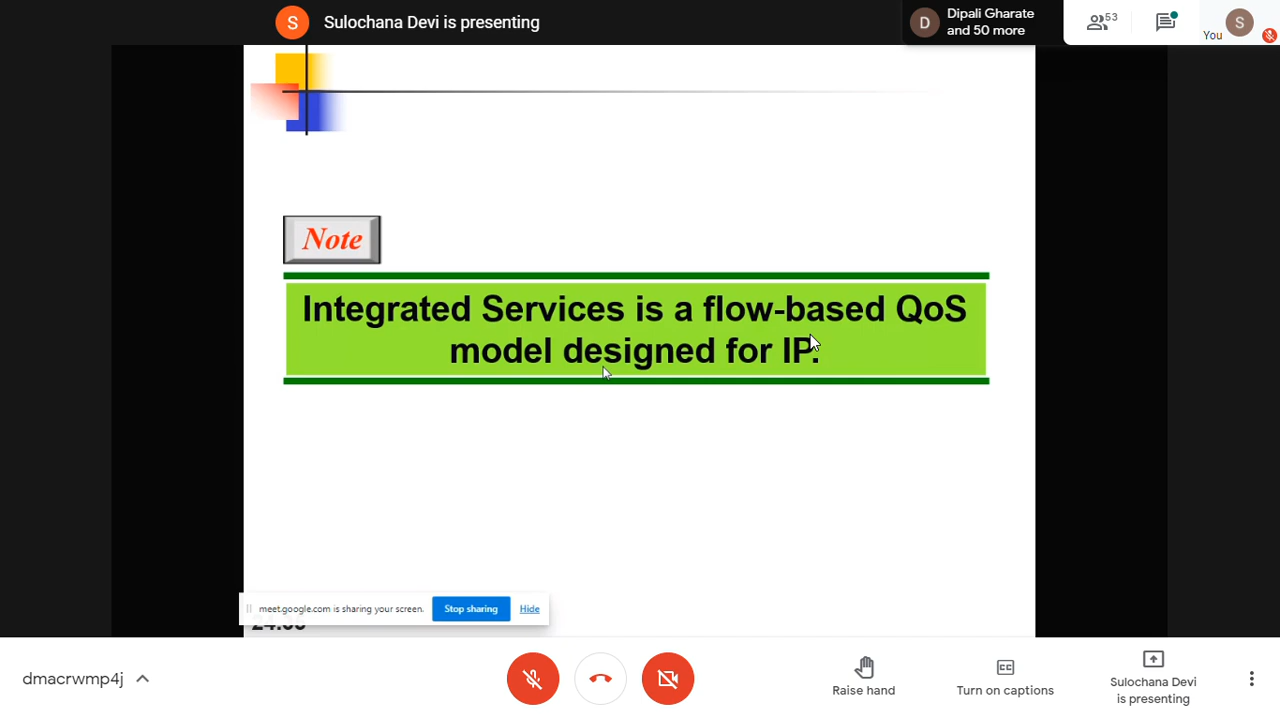 S
Sulochana Devi is presenting
D
Dipali Gharate
and 50 more
53
You
S
Note
Integrated Services is a flow-based QoS
model designed for IP.
meet.google.com is sharing your screen.
Stop sharing
Hide
dmacrwmp4j
Raise hand
CC
Turn on captions
Sulochana Devi
is presenting